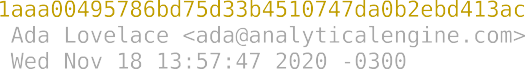 1aaa00495786bd75d33b4510747da0b2ebd413ac
Ada Lovelace <ada@analyticalengine.com>
Wed Nov 18 13:57:47 2020 -0300